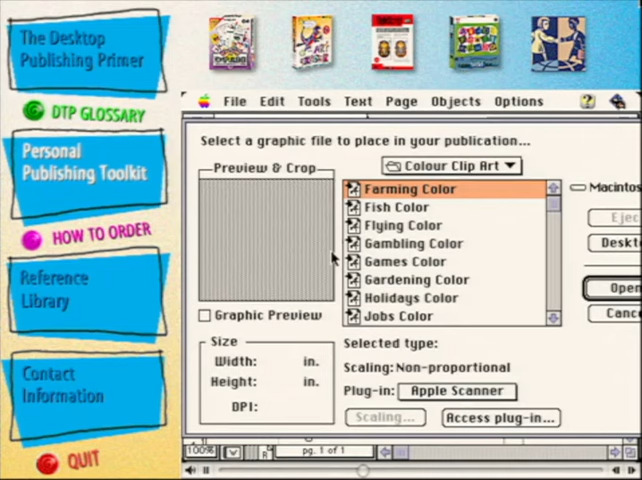 The Desktop
Publishing Primer
DTP GLOSSARY
Personal
Publishing Toolkit
HOW TO ORDER
Reference
Library
Contact
Information
QUIT
File Edit Tools Text Page Objects Options
Select a graphic file to place in your publication...
Preview & Crop
Colour Clip Art
Farming Color
Fish Color
Flying Color
Gambling Color
Games Color
Gardening Color
Holidays Color
Jobs Color
Macintos
Ejec
Deskt
Open
Canc
Graphic Preview
Size
Width: in.
Height: in.
DPI:
Selected type:
Scaling: Non-proportional
Plug-in: Apple Scanner
Scaling... Access plug-in...
100%
pg. 1 of 1